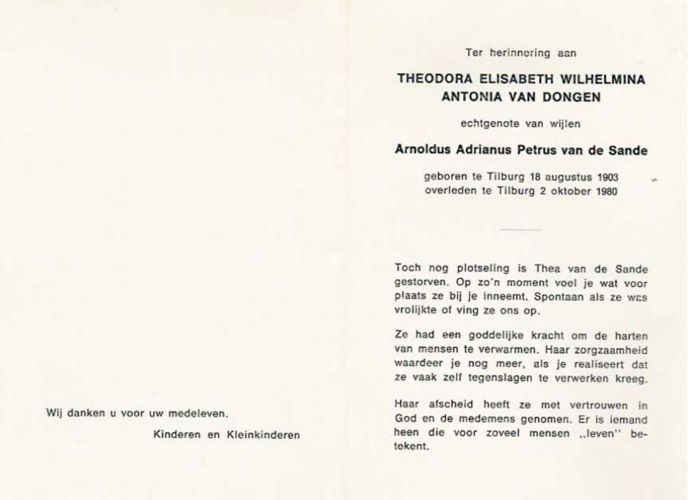 Ter herinnering aan
THEODORA ELISABETH WILHELMINA
ANTONIA VAN DONGEN
echtgenote van wijlen
Arnoldus Adrianus Petrus van de Sande
geboren te Tilburg 18 augustus 1903
overleden te Tilburg 2 oktober 1980
Toch nog plotseling is Thea van de Sande
gestorven. Op zo'n moment voel je wat voor
plaats ze bij je inneemt. Spontaan als ze was
vrolijkte of ving ze ons op.
Ze had een goddelijke kracht om de harten
van mensen te verwarmen. Haar zorgzaamheid
waardeer je nog meer, als je realiseert dat
ze vaak zelf tegenslagen te verwerken kreeg.
Haar afscheid heeft ze met vertrouwen in
God en de medemens genomen. Er is iemand
heen die voor zoveel mensen „leven" be-
tekent.
Wij danken u voor uw medeleven.
Kinderen en Kleinkinderen